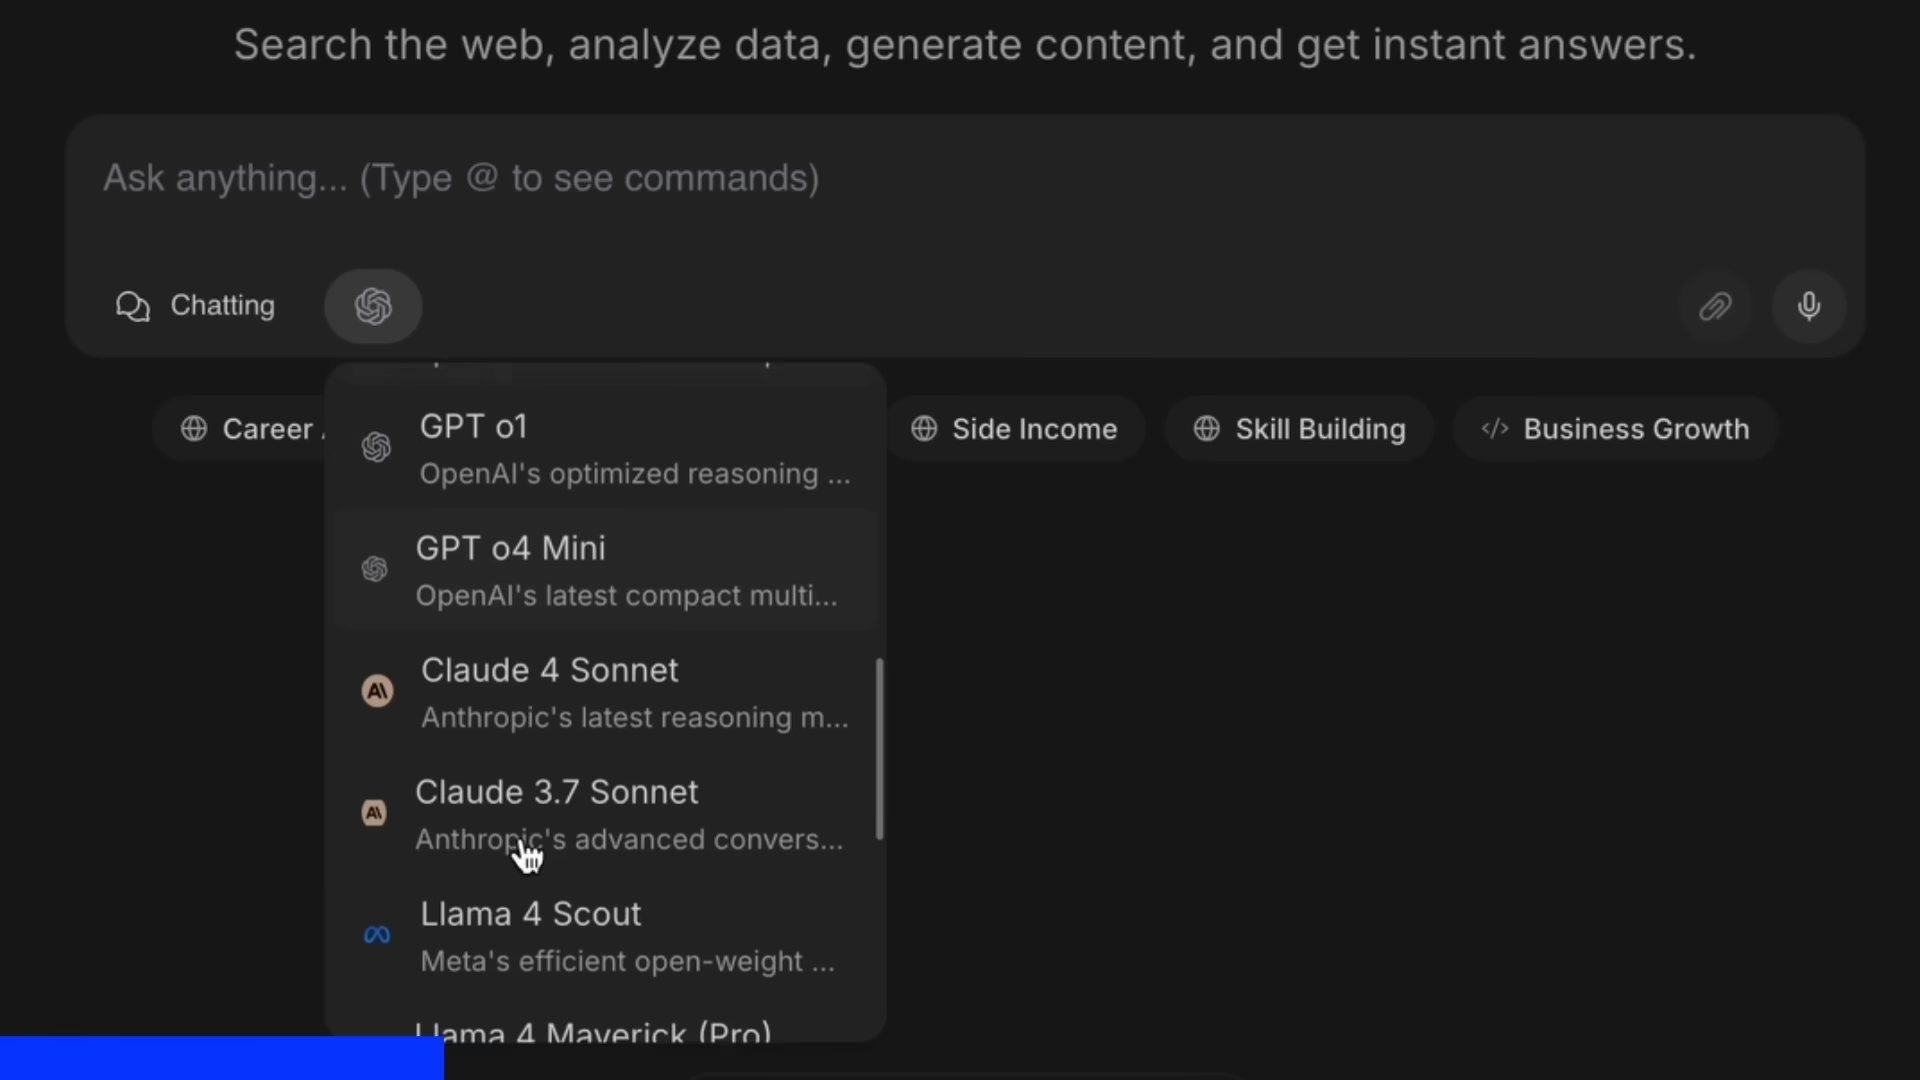 Search the web, analyze data, generate content, and get instant answers.
Ask anything... (Type @ to see commands)
Chatting
Career
Side Income
Skill Building
Business Growth
GPT o1
OpenAI's optimized reasoning ...
GPT o4 Mini
OpenAI's latest compact multi...
Claude 4 Sonnet
Anthropic's latest reasoning m...
Claude 3.7 Sonnet
Anthropic's advanced convers...
Llama 4 Scout
Meta's efficient open-weight ...
Llama 4 Maverick (Pro)